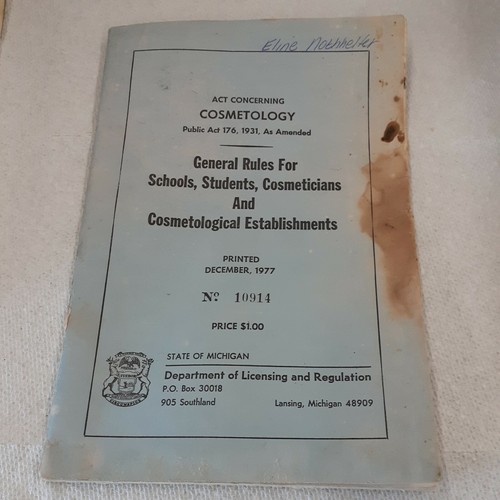 ACT CONCERNING
COSMETOLOGY
Public Act 176, 1931, As Amended
General Rules For
Schools, Students, Cosmeticians
And
Cosmetological Establishments
PRINTED
DECEMBER, 1977
Nº 10914
PRICE $1.00
STATE OF MICHIGAN
Department of Licensing and Regulation
P.O. Box 30018
905 Southland Lansing, Michigan 48909